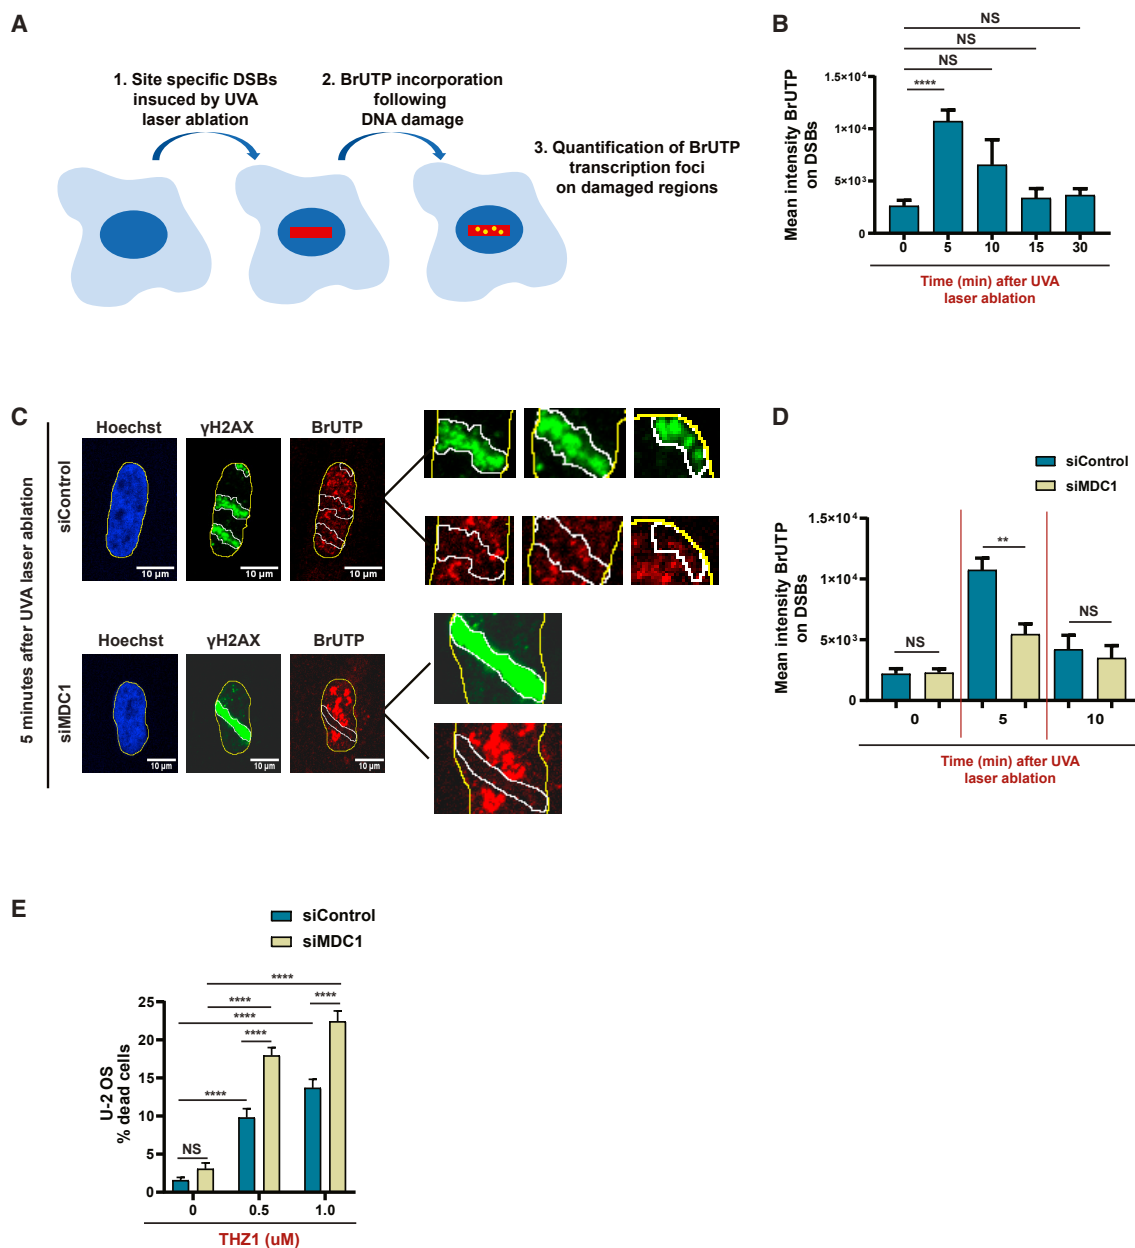 A
1. Site specific DSBs
insuced by UVA
laser ablation
2. BrUTP incorporation
following
DNA damage
3. Quantification of BrUTP
transcription foci
on damaged regions
B
NS
NS
NS
****
Mean intensity BrUTP
on DSBs
1.5×10⁴
1×10⁴
5×10³
0
0 5 10 15 30
Time (min) after UVA
laser ablation
C
5 minutes after UVA laser ablation
siControl
Hoechst γH2AX BrUTP
10 μm 10 μm 10 μm
siMDC1
Hoechst γH2AX BrUTP
10 μm 10 μm 10 μm
D
siControl
siMDC1
Mean intensity BrUTP
on DSBs
1.5×10⁴
1×10⁴
5×10³
0
NS ** NS
0 5 10
Time (min) after UVA
laser ablation
E
siControl
siMDC1
****
**** ****
****
****
****
NS
U-2 OS
% dead cells
25
20
15
10
5
0
0 0.5 1.0
THZ1 (uM)